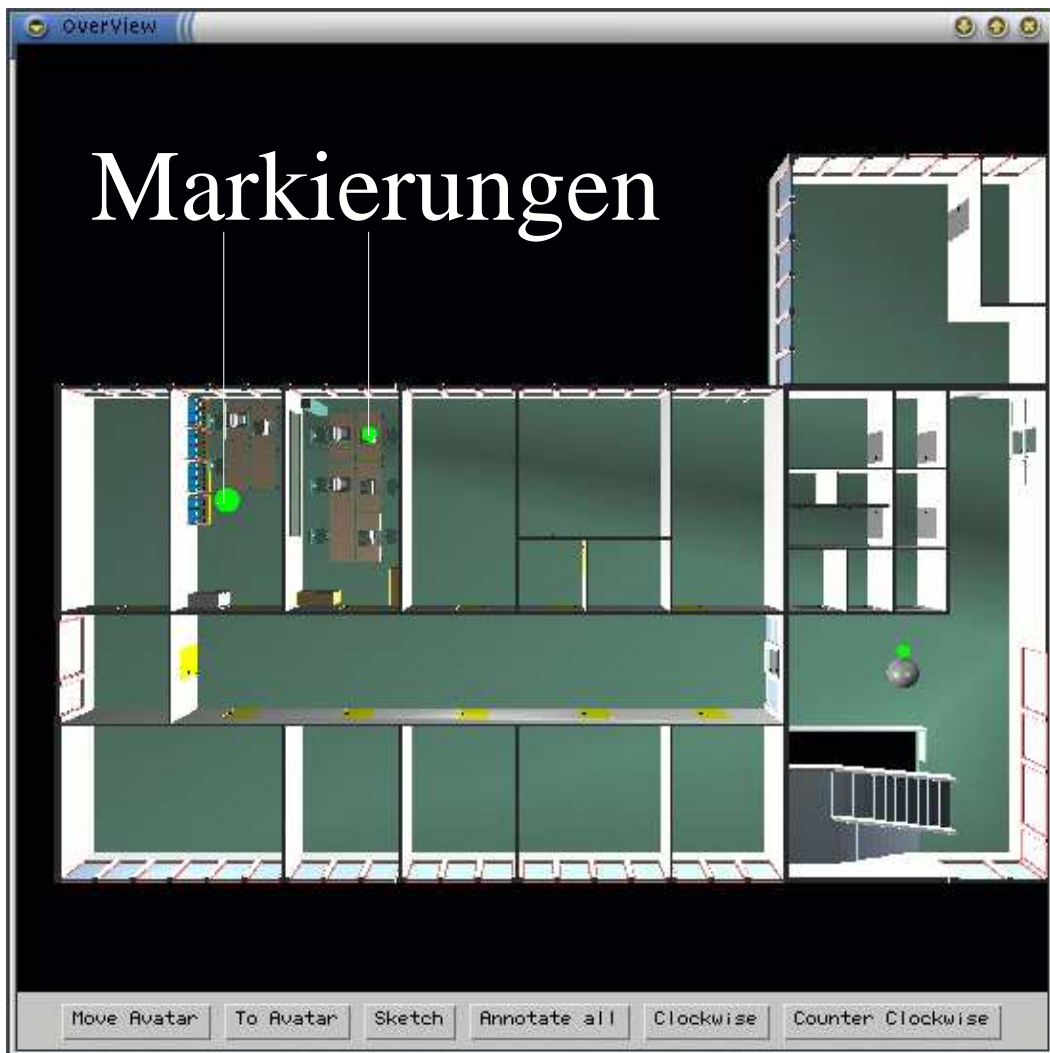 OverView
Markierungen
Move Avatar To Avatar Sketch Annotate all Clockwise Counter Clockwise